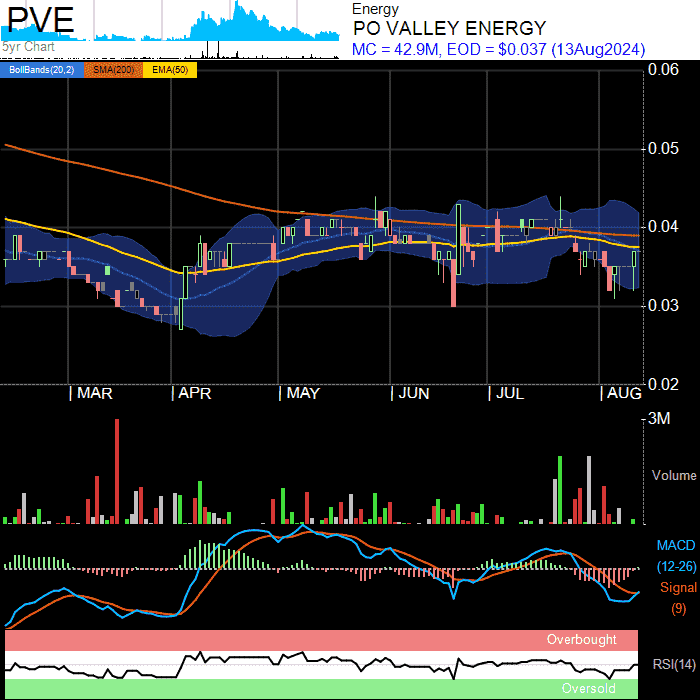 PVE
5yr Chart
Energy
PO VALLEY ENERGY
MC = 42.9M, EOD = $0.037 (13Aug2024)
BollBands(20,2) SMA(200) EMA(50)
0.06
0.05
0.04
0.03
0.02
MAR APR MAY JUN JUL AUG
3M
Volume
MACD
(12-26)
Signal
(9)
Overbought
RSI(14)
Oversold